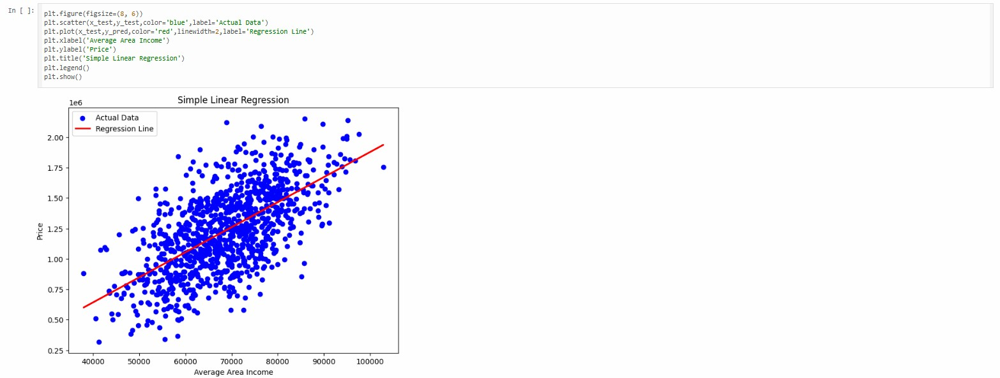 In [ ]:
plt.figure(figsize=(8, 6))
plt.scatter(x_test,y_test,color='blue',label='Actual Data')
plt.plot(x_test,y_pred,color='red',linewidth=2,label='Regression Line')
plt.xlabel('Average Area Income')
plt.ylabel('Price')
plt.title('Simple Linear Regression')
plt.legend()
plt.show()
Simple Linear Regression
1e6
Actual Data
Regression Line
2.00
1.75
1.50
1.25
1.00
0.75
0.50
0.25
Price
40000 50000 60000 70000 80000 90000 100000
Average Area Income